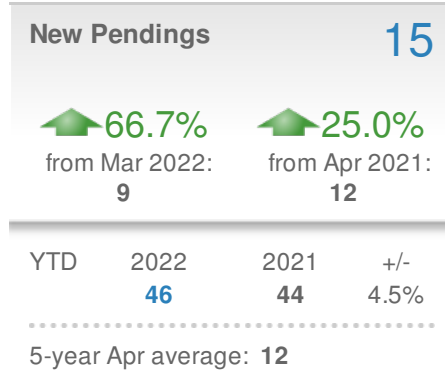 New Pendings 15
66.7% 25.0%
from Mar 2022: from Apr 2021:
9 12
YTD 2022 2021 +/-
46 44 4.5%
5-year Apr average: 12